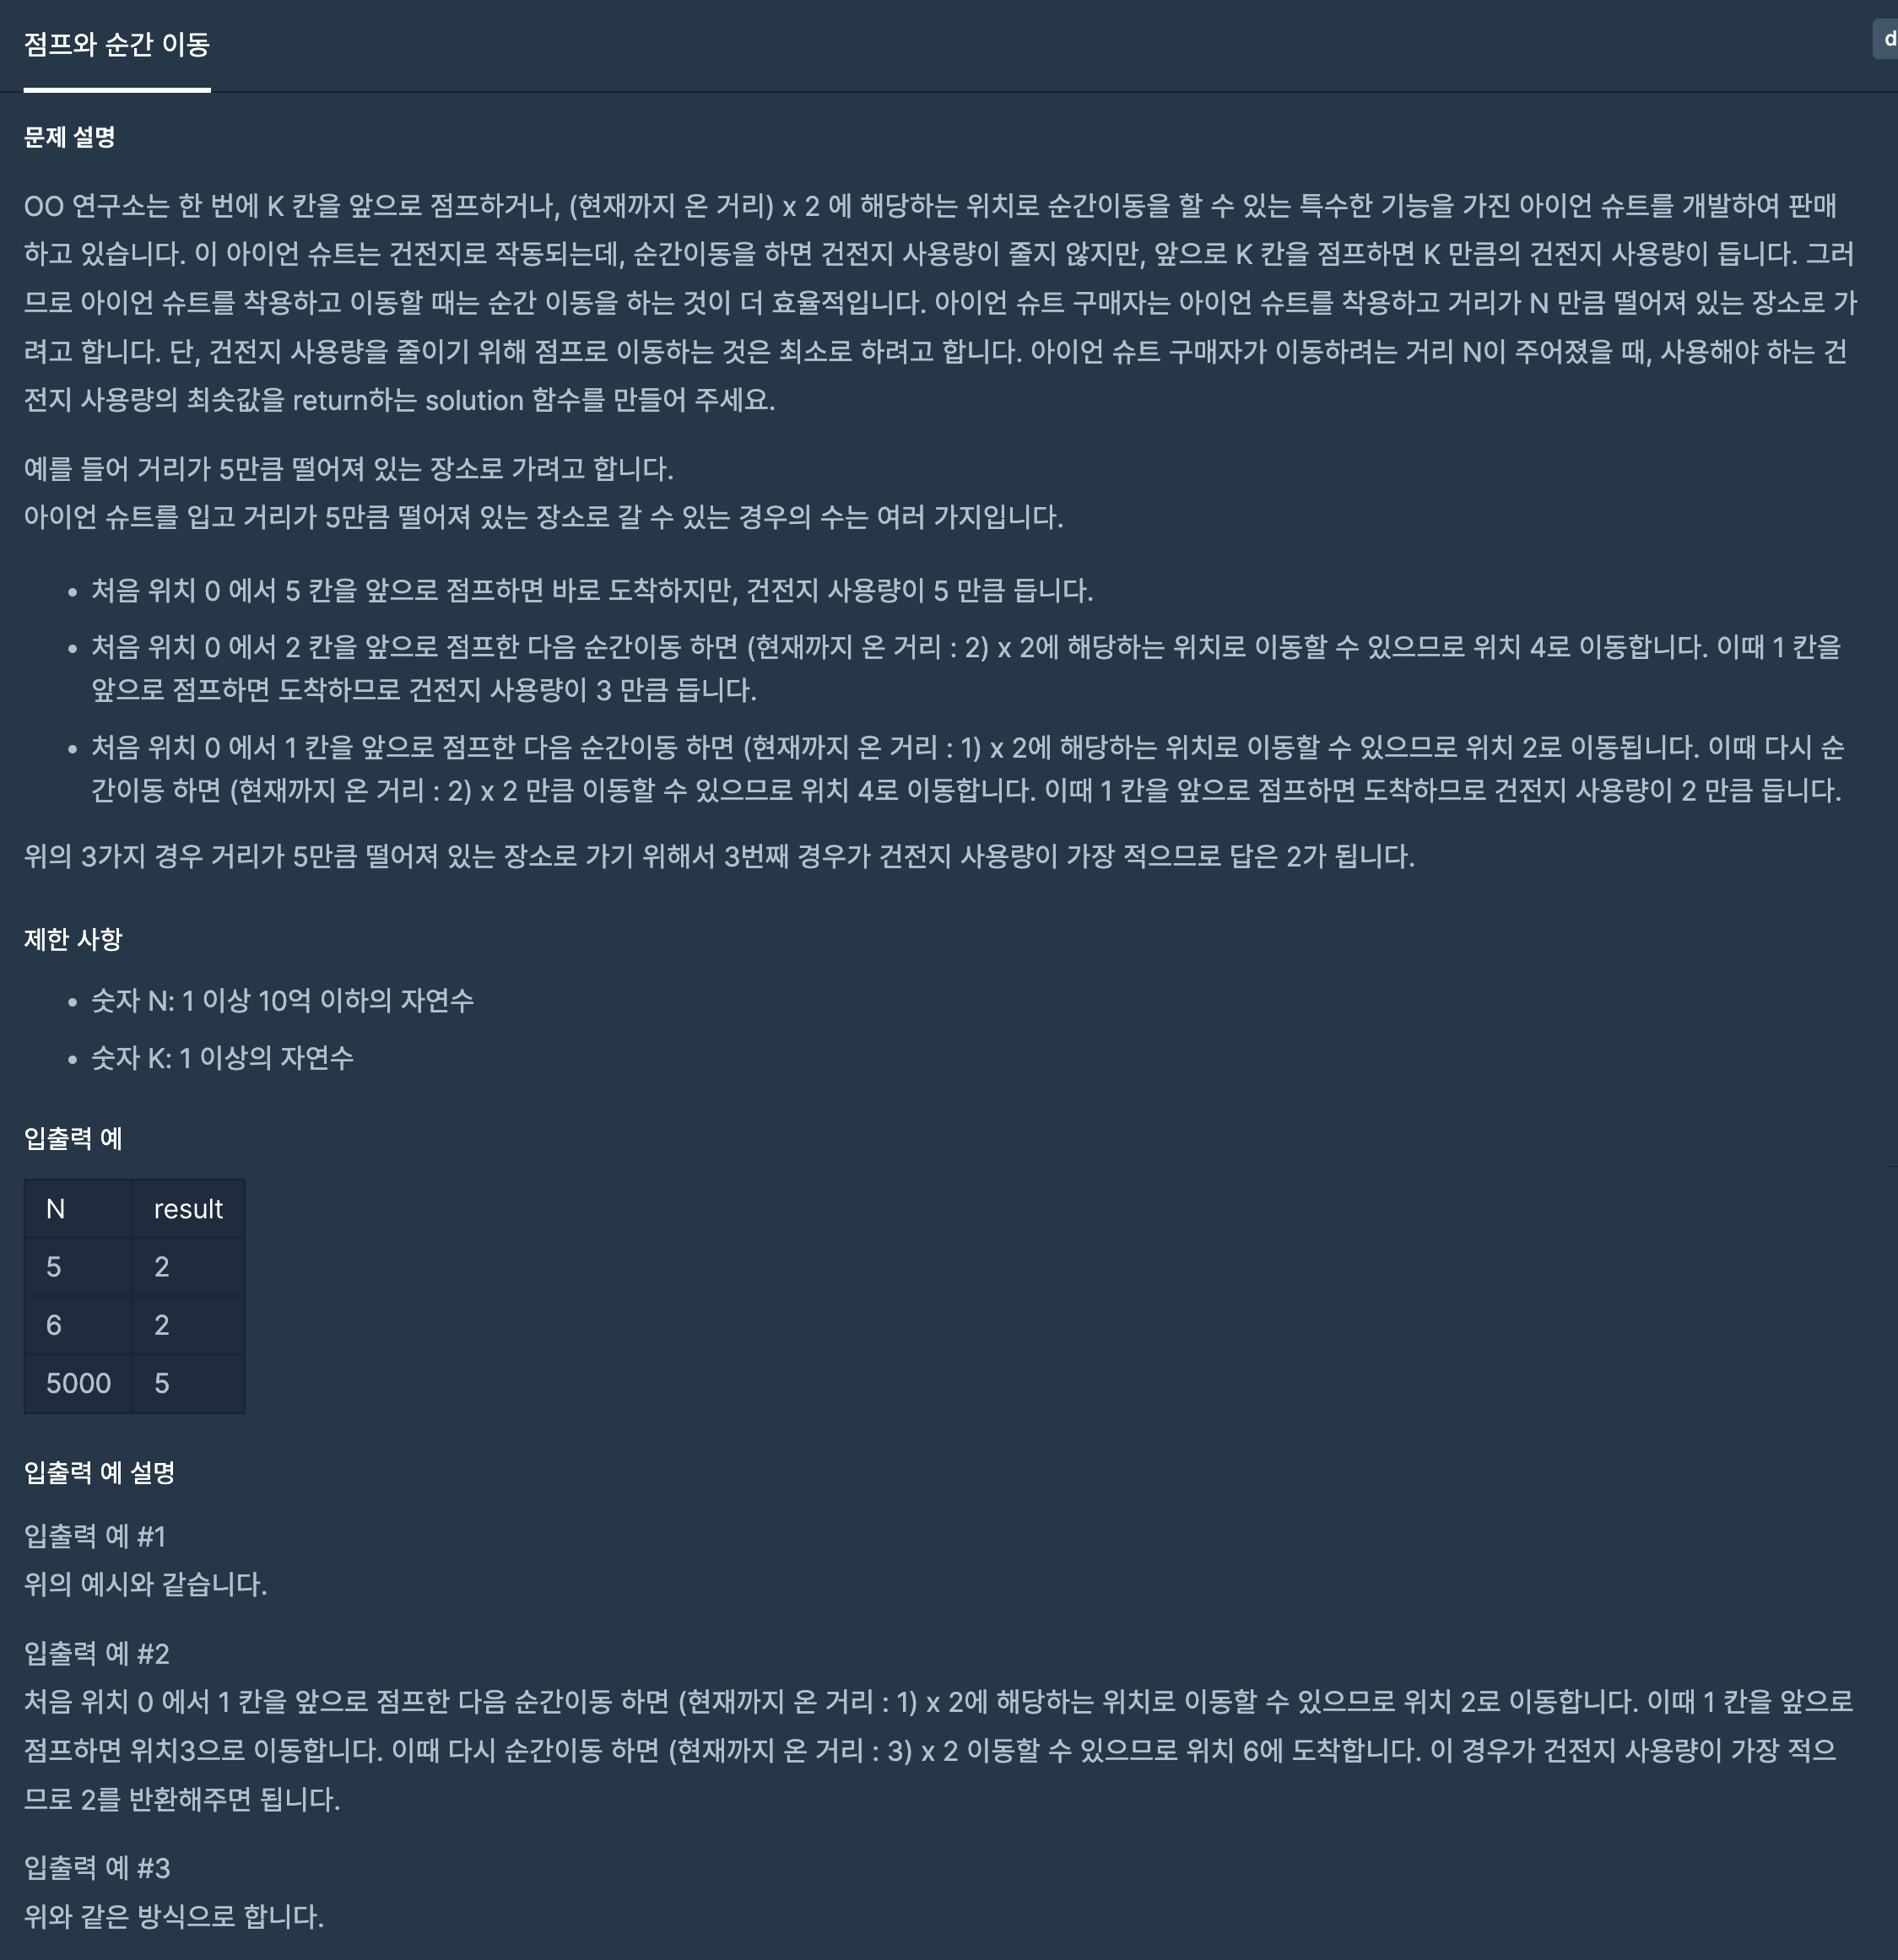 점프와 순간 이동
d
문제 설명
OO 연구소는 한 번에 K 칸을 앞으로 점프하거나, (현재까지 온 거리) x 2 에 해당하는 위치로 순간이동을 할 수 있는 특수한 기능을 가진 아이언 슈트를 개발하여 판매
하고 있습니다. 이 아이언 슈트는 건전지로 작동되는데, 순간이동을 하면 건전지 사용량이 줄지 않지만, 앞으로 K 칸을 점프하면 K 만큼의 건전지 사용량이 듭니다. 그러
므로 아이언 슈트를 착용하고 이동할 때는 순간 이동을 하는 것이 더 효율적입니다. 아이언 슈트 구매자는 아이언 슈트를 착용하고 거리가 N 만큼 떨어져 있는 장소로 가
려고 합니다. 단, 건전지 사용량을 줄이기 위해 점프로 이동하는 것은 최소로 하려고 합니다. 아이언 슈트 구매자가 이동하려는 거리 N이 주어졌을 때, 사용해야 하는 건
전지 사용량의 최솟값을 return하는 solution 함수를 만들어 주세요.
예를 들어 거리가 5만큼 떨어져 있는 장소로 가려고 합니다.
아이언 슈트를 입고 거리가 5만큼 떨어져 있는 장소로 갈 수 있는 경우의 수는 여러 가지입니다.
• 처음 위치 0 에서 5 칸을 앞으로 점프하면 바로 도착하지만, 건전지 사용량이 5 만큼 듭니다.
• 처음 위치 0 에서 2 칸을 앞으로 점프한 다음 순간이동 하면 (현재까지 온 거리 : 2) x 2에 해당하는 위치로 이동할 수 있으므로 위치 4로 이동합니다. 이때 1 칸을
앞으로 점프하면 도착하므로 건전지 사용량이 3 만큼 듭니다.
• 처음 위치 0 에서 1 칸을 앞으로 점프한 다음 순간이동 하면 (현재까지 온 거리 : 1) x 2에 해당하는 위치로 이동할 수 있으므로 위치 2로 이동됩니다. 이때 다시 순
간이동 하면 (현재까지 온 거리 : 2) x 2 만큼 이동할 수 있으므로 위치 4로 이동합니다. 이때 1 칸을 앞으로 점프하면 도착하므로 건전지 사용량이 2 만큼 듭니다.
위의 3가지 경우 거리가 5만큼 떨어져 있는 장소로 가기 위해서 3번째 경우가 건전지 사용량이 가장 적으므로 답은 2가 됩니다.
제한 사항
• 숫자 N: 1 이상 10억 이하의 자연수
• 숫자 K: 1 이상의 자연수
입출력 예
N result
5 2
6 2
5000 5
입출력 예 설명
입출력 예 #1
위의 예시와 같습니다.
입출력 예 #2
처음 위치 0 에서 1 칸을 앞으로 점프한 다음 순간이동 하면 (현재까지 온 거리 : 1) x 2에 해당하는 위치로 이동할 수 있으므로 위치 2로 이동합니다. 이때 1 칸을 앞으로
점프하면 위치3으로 이동합니다. 이때 다시 순간이동 하면 (현재까지 온 거리 : 3) x 2 이동할 수 있으므로 위치 6에 도착합니다. 이 경우가 건전지 사용량이 가장 적으
므로 2를 반환해주면 됩니다.
입출력 예 #3
위와 같은 방식으로 합니다.